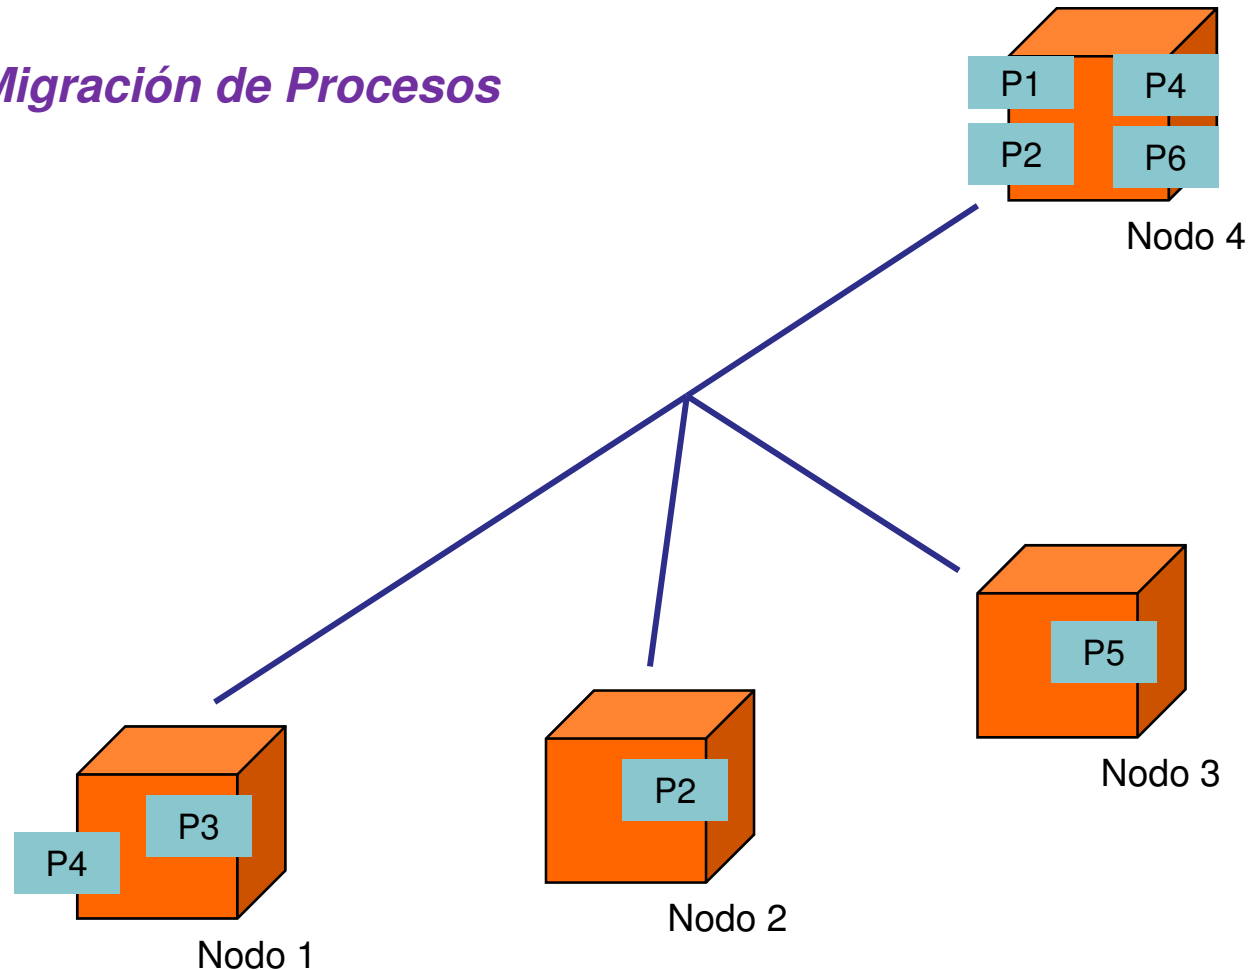 Migración de Procesos
P1
P4
P2
P6
Nodo 4
P5
Nodo 3
P2
Nodo 2
P3
P4
Nodo 1